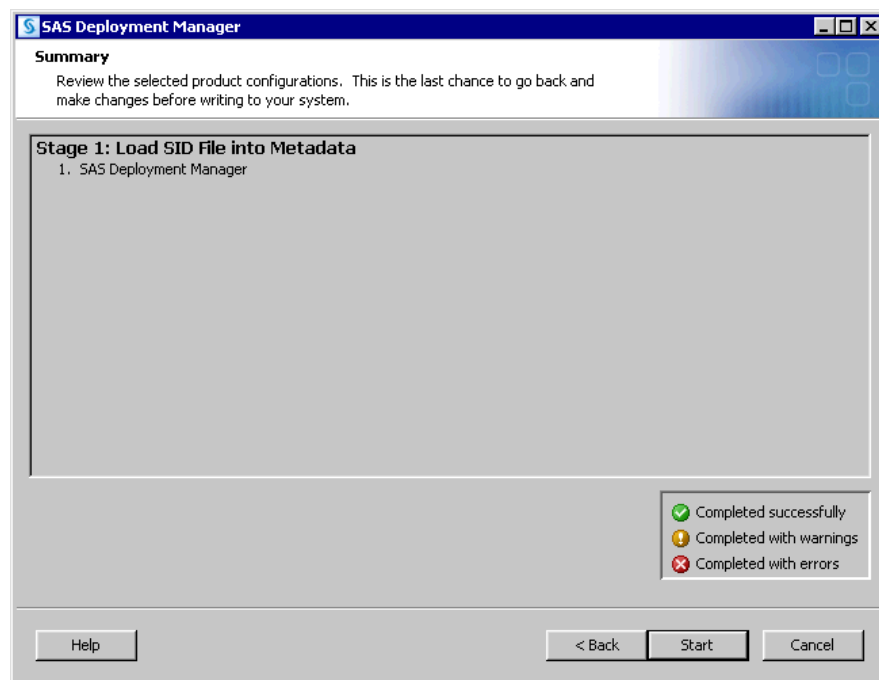 SAS Deployment Manager
Summary
Review the selected product configurations. This is the last chance to go back and
make changes before writing to your system.
Stage 1: Load SID File into Metadata
1. SAS Deployment Manager
Completed successfully
Completed with warnings
Completed with errors
Help
< Back
Start
Cancel